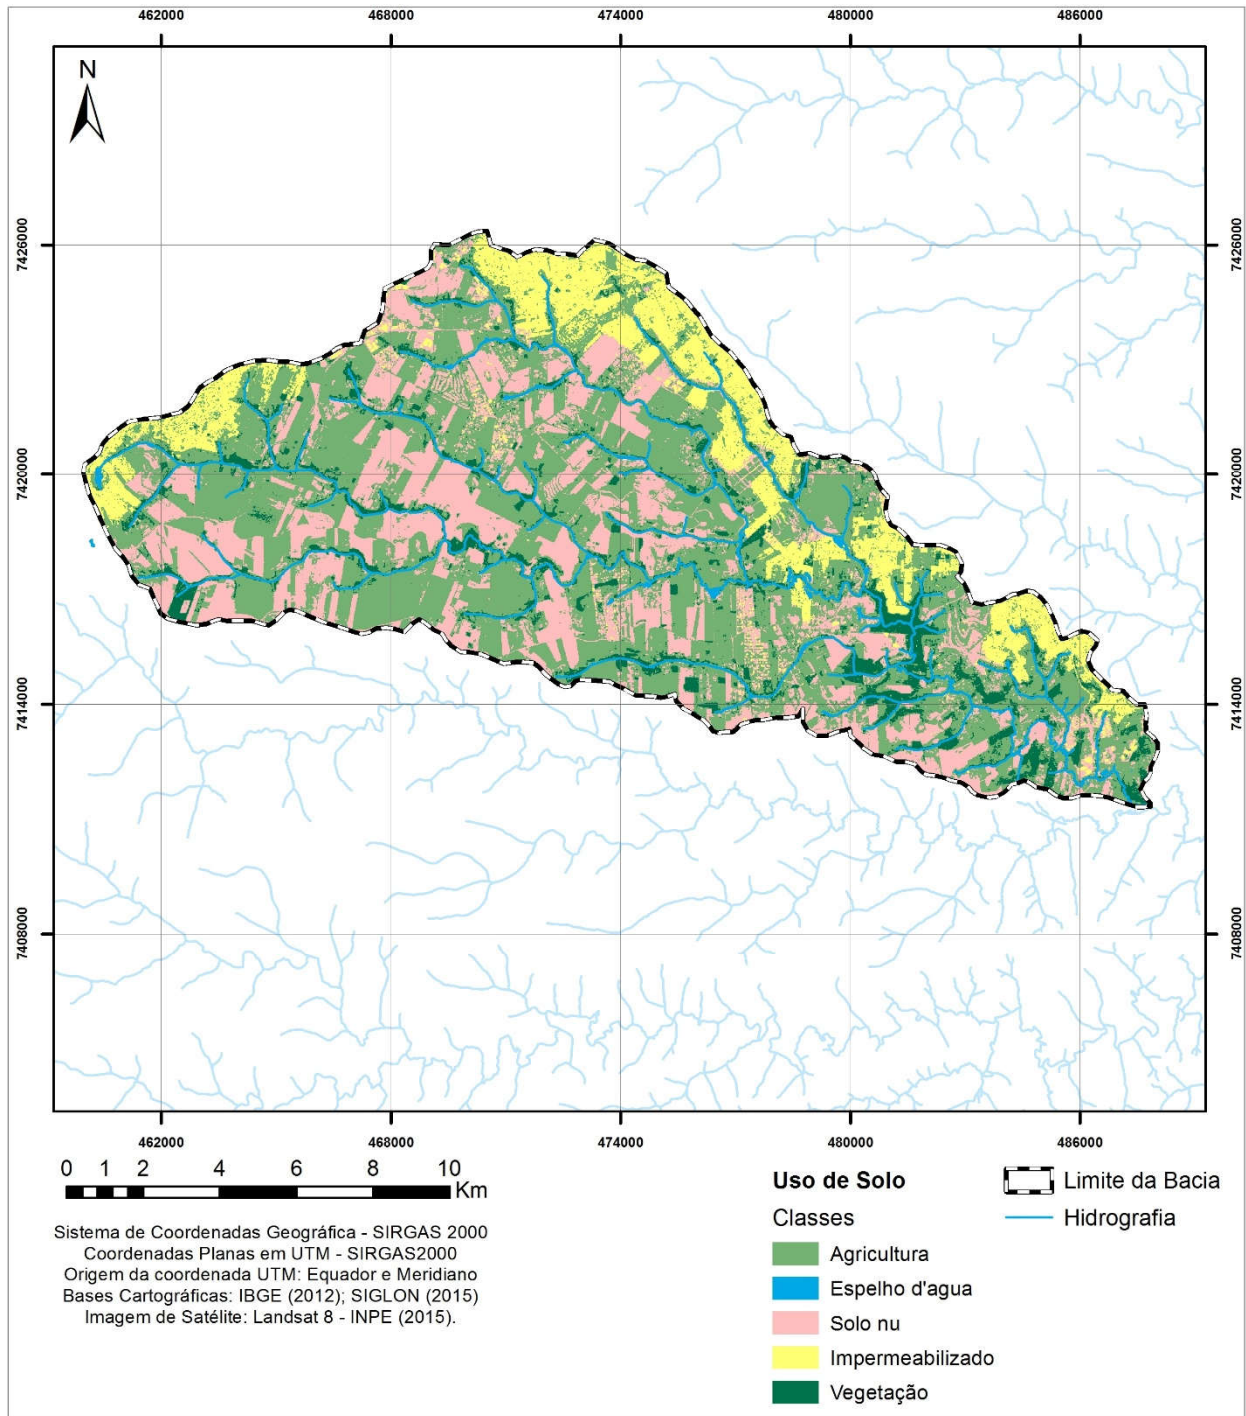 462000 468000 474000 480000 486000
N
7426000 7426000
7420000 7420000
7414000 7414000
7408000 7408000
462000 468000 474000 480000 486000
0 1 2 4 6 8 10
Km
Sistema de Coordenadas Geográfica - SIRGAS 2000
Coordenadas Planas em UTM - SIRGAS2000
Origem da coordenada UTM: Equador e Meridiano
Bases Cartográficas: IBGE (2012); SIGLON (2015)
Imagem de Satélite: Landsat 8 - INPE (2015).
Uso de Solo
Classes
Agricultura
Espelho d'agua
Solo nu
Impermeabilizado
Vegetação
Limite da Bacia
Hidrografia